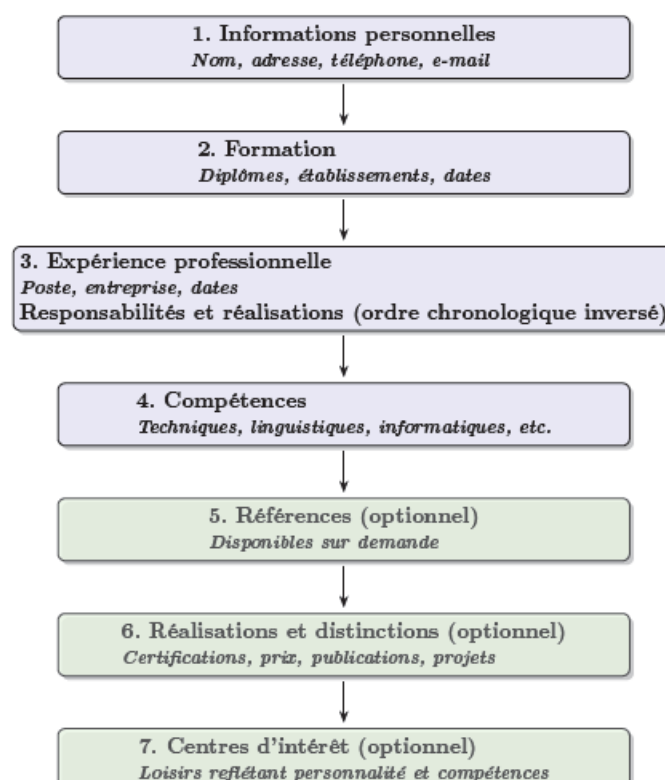 1. Informations personnelles
Nom, adresse, téléphone, e-mail
2. Formation
Diplômes, établissements, dates
3. Expérience professionnelle
Poste, entreprise, dates
Responsabilités et réalisations (ordre chronologique inversé)
4. Compétences
Techniques, linguistiques, informatiques, etc.
5. Références (optionnel)
Disponibles sur demande
6. Réalisations et distinctions (optionnel)
Certifications, prix, publications, projets
7. Centres d'intérêt (optionnel)
Loisirs reflétant personnalité et compétences